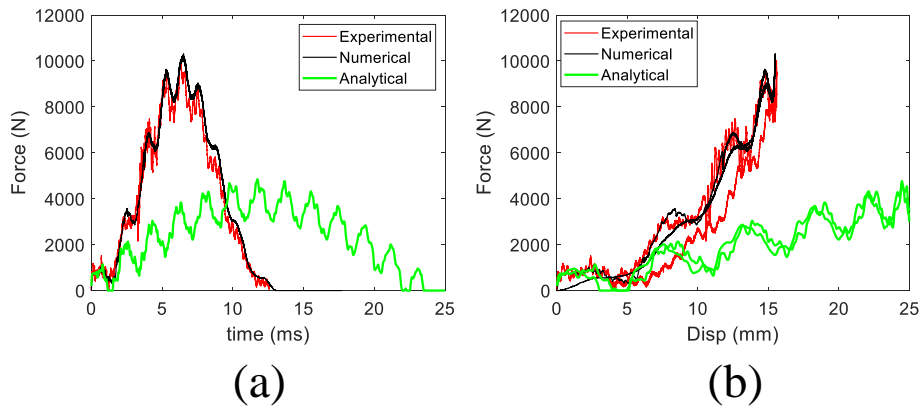 12000
10000
8000
6000
4000
2000
0
Force (N)
0 5 10 15 20 25
time (ms)
Experimental
Numerical
Analytical
(a)
12000
10000
8000
6000
4000
2000
0
Force (N)
0 5 10 15 20 25
Disp (mm)
Experimental
Numerical
Analytical
(b)